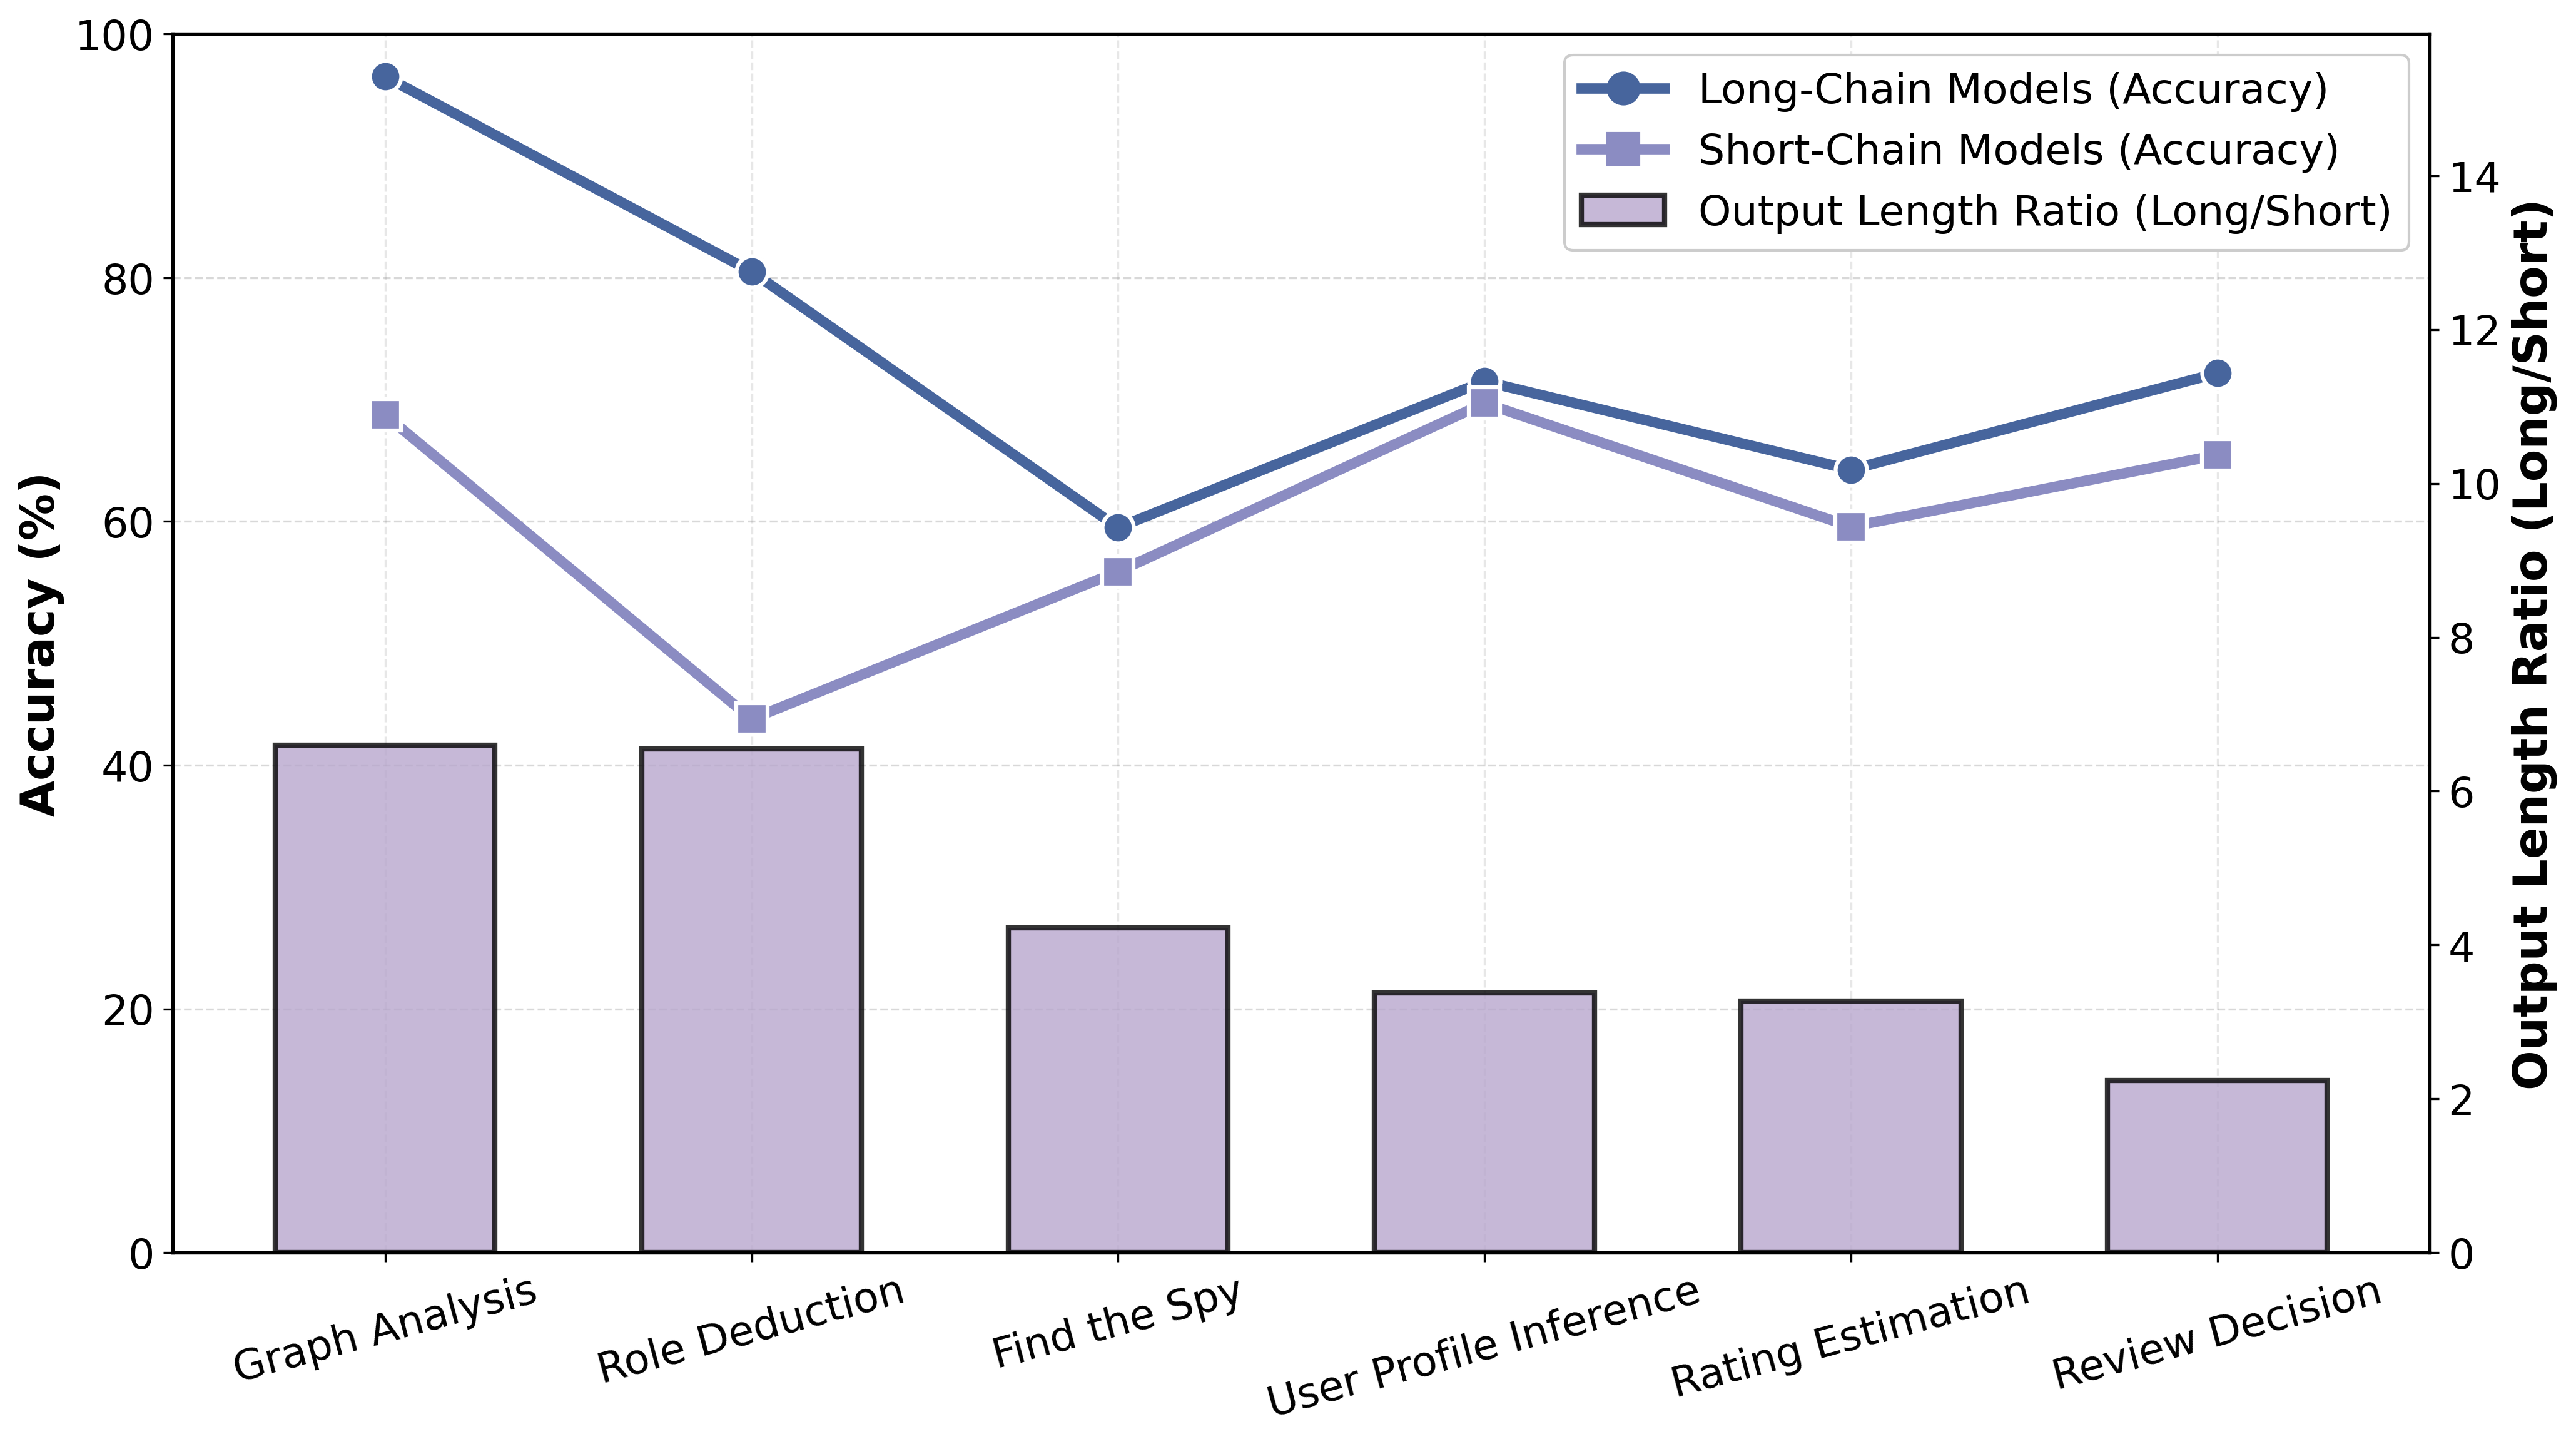 Long-Chain Models (Accuracy)
Short-Chain Models (Accuracy)
Output Length Ratio (Long/Short)
Accuracy (%)
100
80
60
40
20
0
Output Length Ratio (Long/Short)
14
12
10
8
6
4
2
0
Graph Analysis
Role Deduction
Find the Spy
User Profile Inference
Rating Estimation
Review Decision